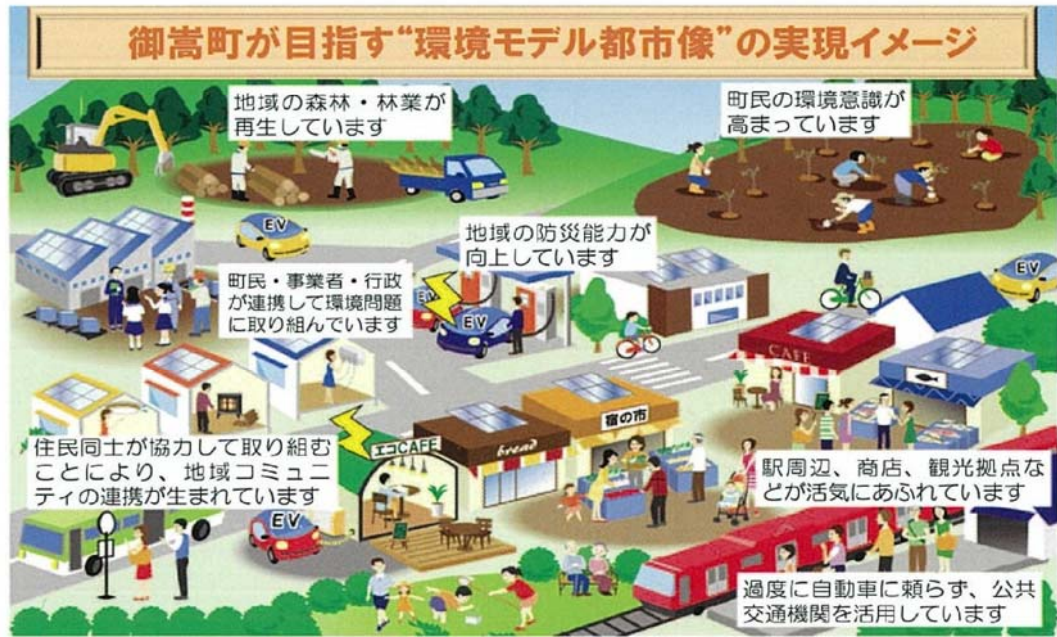 御嵩町が目指す“環境モデル都市像”の実現イメージ
地域の森林・林業が
再生しています
町民の環境意識が
高まっています
EV
地域の防災能力が
向上しています
EV
町民・事業者・行政
が連携して環境問題
に取り組んでいます
EV
EV
CAFE
宿の市
エコCAFE
bread
住民同士が協力して取り組む
ことにより、地域コミュニ
ティの連携が生まれています
駅周辺、商店、観光拠点な
どが活気にあふれています
EV
過度に自動車に頼らず、公共
交通機関を活用しています